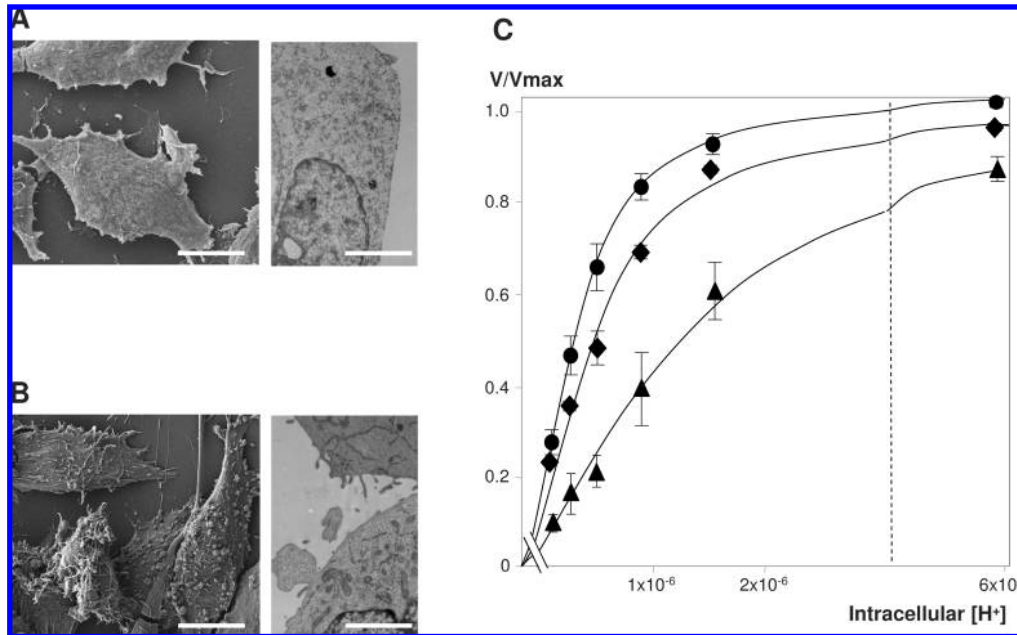 A
C
V/Vmax
1.0
0.8
0.6
0.4
0.2
0
1x10⁻⁶
2x10⁻⁶
6x10
Intracellular [H⁺]
B